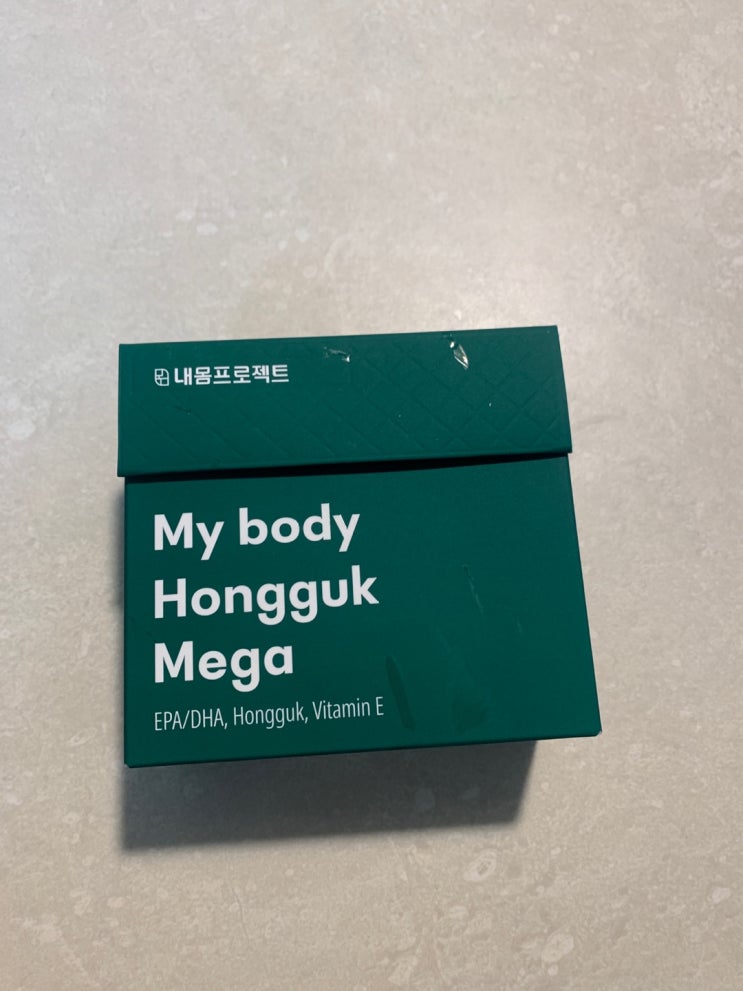 내몸프로젝트
My body
Hongguk
Mega
EPA/DHA, Hongguk, Vitamin E